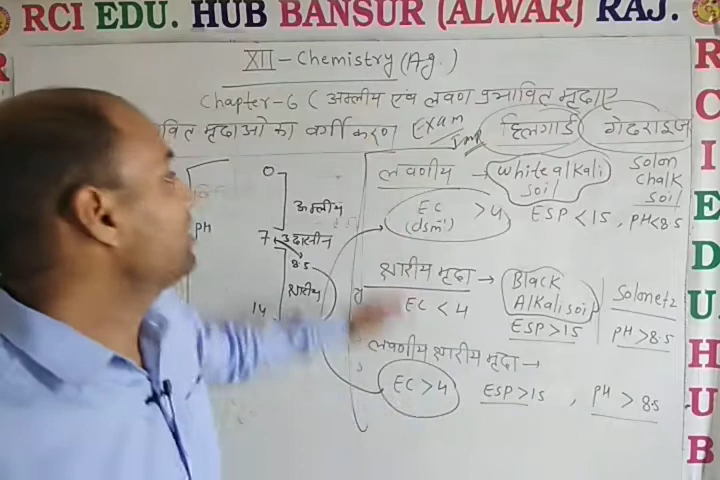 RCI EDU. HUB BANSUR (ALWAR) RAJ.
XII - Chemistry (Ag.)
Chapter-6 ( अम्लीय एवं लवण प्रभावित मृदाए
वित मृदाओ का वर्गीकरण Exam Imp हिलगार्ड गेदराइज
0
अम्लीय
PH
7 उदासीन
8.5
क्षारीय
14
लवणीय → White alkali soil
Solon chalk soil
EC (dsm¹) >4 ESP <15 , PH<8.5
क्षारीय मृदा → Black Alkali soil
Solonetz
EC < 4 ESP >15 PH >8.5
लवणीय क्षारीय मृदा →
EC >4 ESP >15 , PH > 8.5
R
R
C
I
E
D
U
H
U
B